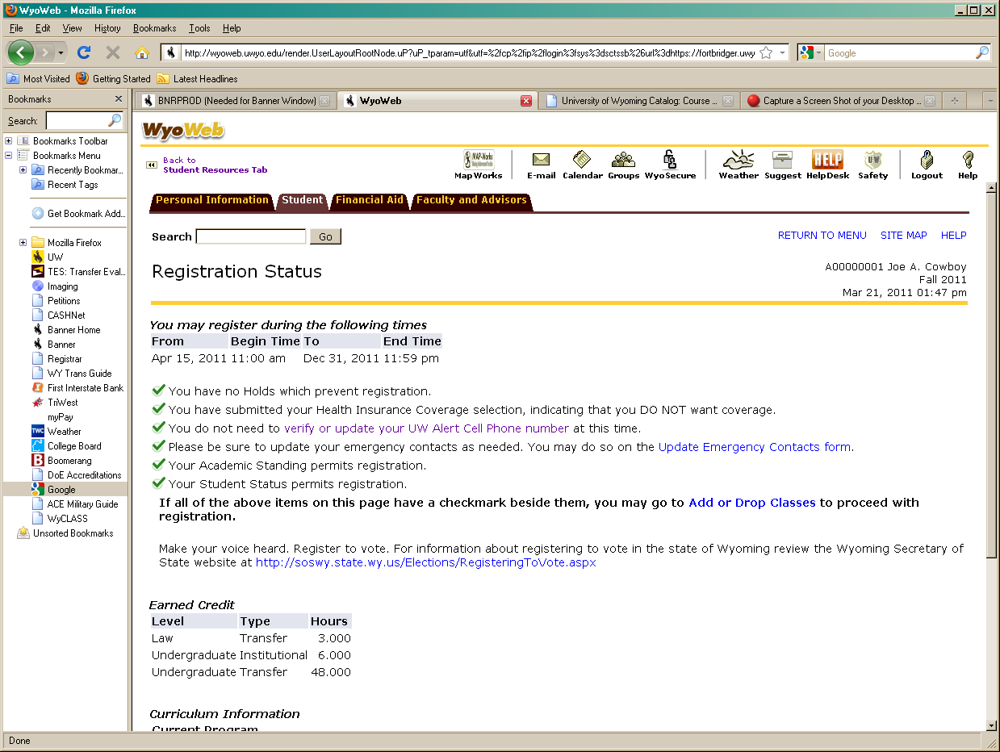 WyoWeb - Mozilla Firefox
File Edit View History Bookmarks Tools Help
http://wyoweb.uwyo.edu/render.UserLayoutRootNode.uP?uP_tparam=utf&utf=%2fcp%2fip%2flogin%3fsys%3dsctssb%26url%3dhttps://fortbridger.uwy
Google
Most Visited Getting Started Latest Headlines
Bookmarks
Search:
Bookmarks Toolbar
Bookmarks Menu
Recently Bookmar...
Recent Tags
Get Bookmark Add...
Mozilla Firefox
UW
TES: Transfer Eval...
Imaging
Petitions
CASHNet
Banner Home
Banner
Registrar
WY Trans Guide
First Interstate Bank
TriWest
myPay
TWC Weather
College Board
B Boomerang
DoE Accreditations
Google
ACE Military Guide
WyCLASS
Unsorted Bookmarks
BNRPROD (Needed for Banner Window) WyoWeb University of Wyoming Catalog: Course ... Capture a Screen Shot of your Desktop ...
WyoWeb
Back to
Student Resources Tab
MAP-Works
HELP
UW
MapWorks E-mail Calendar Groups WyoSecure Weather Suggest HelpDesk Safety Logout Help
Personal Information Student Financial Aid Faculty and Advisors
Search Go
RETURN TO MENU SITE MAP HELP
Registration Status
A00000001 Joe A. Cowboy
Fall 2011
Mar 21, 2011 01:47 pm
You may register during the following times
From Begin Time To End Time
Apr 15, 2011 11:00 am Dec 31, 2011 11:59 pm
You have no Holds which prevent registration.
You have submitted your Health Insurance Coverage selection, indicating that you DO NOT want coverage.
You do not need to verify or update your UW Alert Cell Phone number at this time.
Please be sure to update your emergency contacts as needed. You may do so on the Update Emergency Contacts form.
Your Academic Standing permits registration.
Your Student Status permits registration.
If all of the above items on this page have a checkmark beside them, you may go to Add or Drop Classes to proceed with
registration.
Make your voice heard. Register to vote. For information about registering to vote in the state of Wyoming review the Wyoming Secretary of
State website at http://soswy.state.wy.us/Elections/RegisteringToVote.aspx
Earned Credit
Level Type Hours
Law Transfer 3.000
Undergraduate Institutional 6.000
Undergraduate Transfer 48.000
Curriculum Information
Current Program
Done